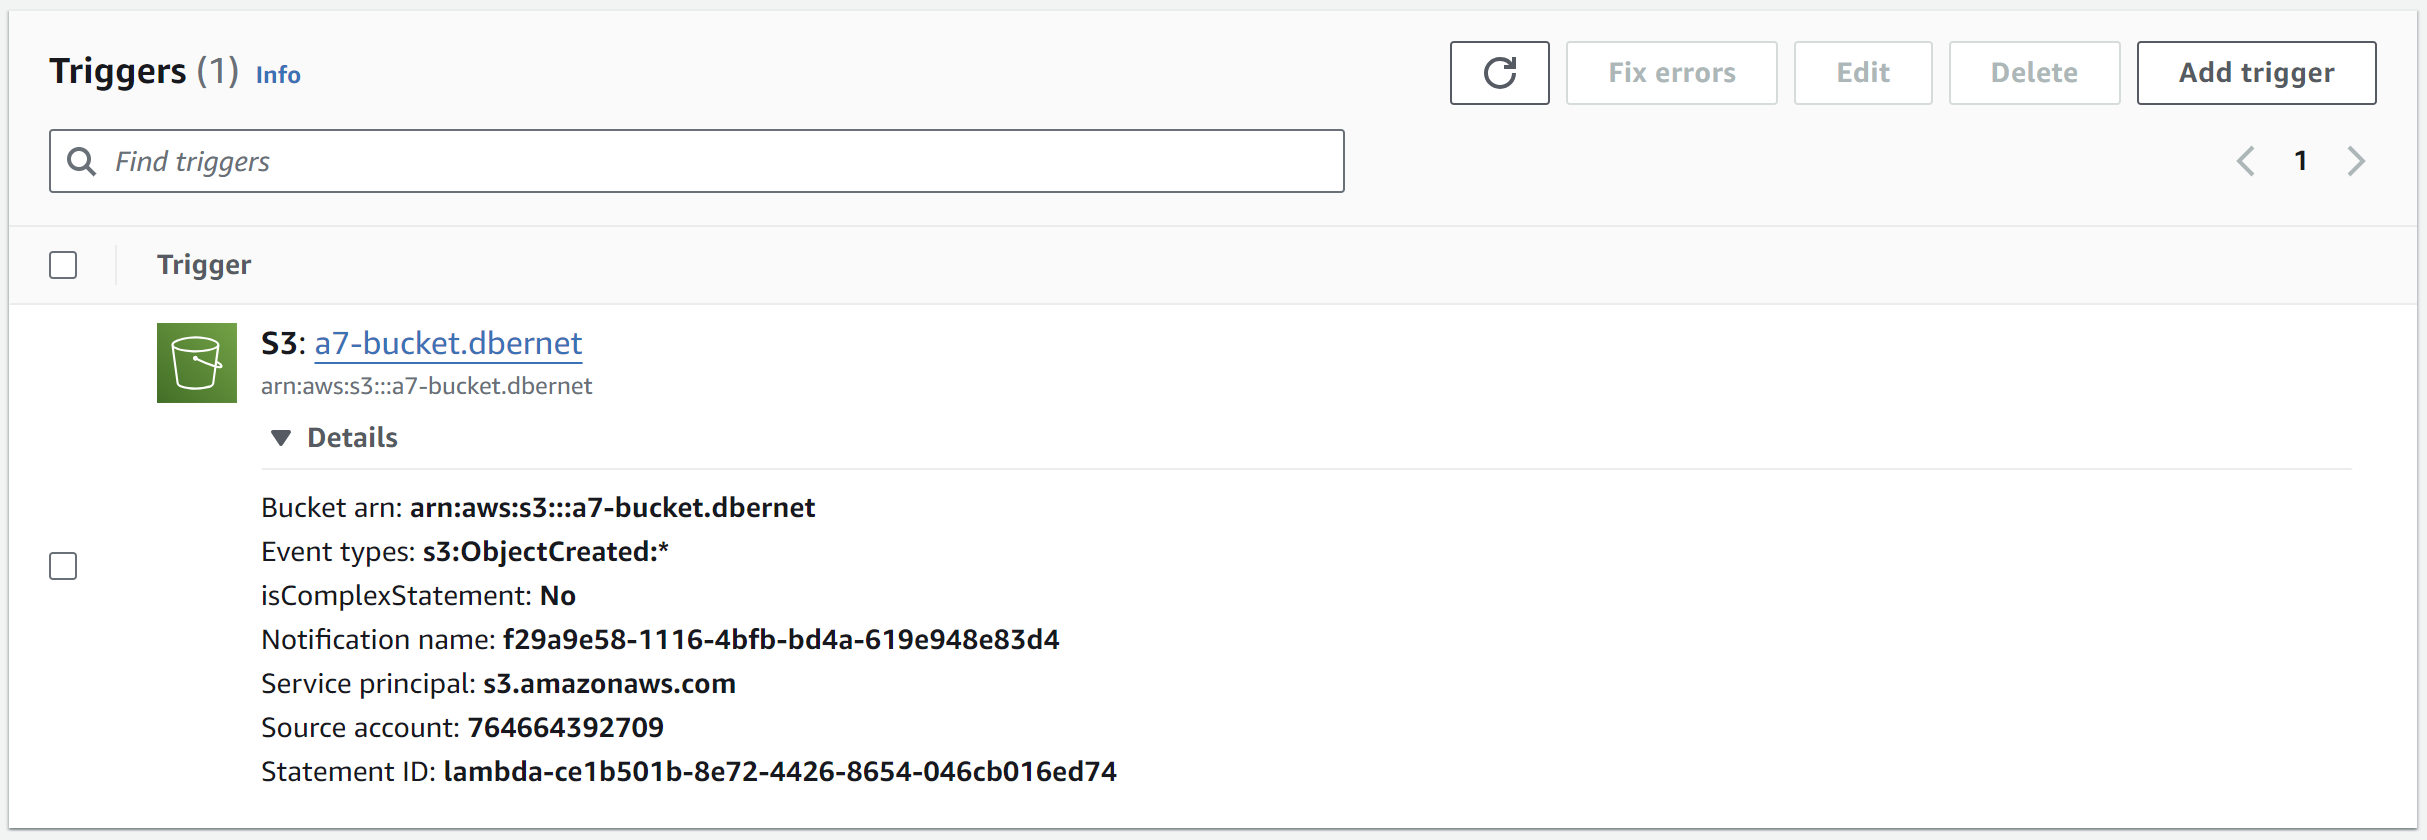 Triggers (1) Info
Fix errors
Edit
Delete
Add trigger
Find triggers
1
Trigger
S3: a7-bucket.dbernet
arn:aws:s3:::a7-bucket.dbernet
Details
Bucket arn: arn:aws:s3:::a7-bucket.dbernet
Event types: s3:ObjectCreated:*
isComplexStatement: No
Notification name: f29a9e58-1116-4bfb-bd4a-619e948e83d4
Service principal: s3.amazonaws.com
Source account: 764664392709
Statement ID: lambda-ce1b501b-8e72-4426-8654-046cb016ed74